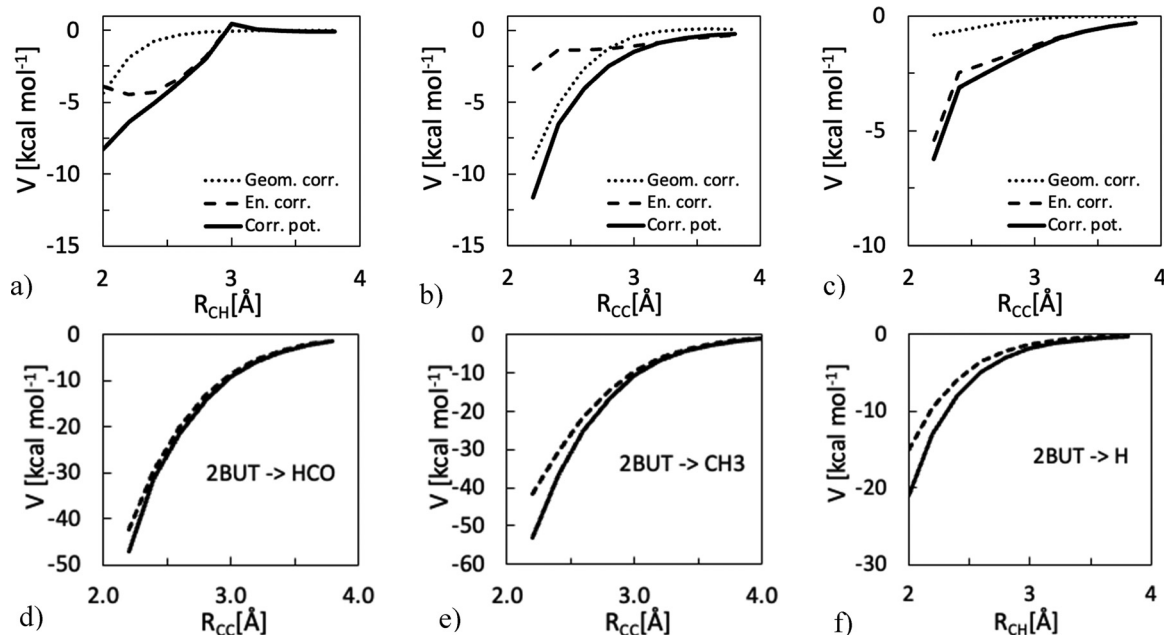 0
-5
-10
-15
V [kcal mol-1]
Geom. corr.
En. corr.
Corr. pot.
2
3
4
a)
RCH[Å]
0
-5
-10
-15
V [kcal mol-1]
Geom. corr.
En. corr.
Corr. pot.
2
3
4
b)
RCC[Å]
0
-5
-10
V [kcal mol-1]
Geom. corr.
En. corr.
Corr. pot.
2
3
4
c)
RCC[Å]
0
-10
-20
-30
-40
-50
V [kcal mol-1]
2BUT -> HCO
2.0
3.0
4.0
d)
RCC[Å]
0
-10
-20
-30
-40
-50
-60
V [kcal mol-1]
2BUT -> CH3
2.0
3.0
4.0
e)
RCC[Å]
0
-10
-20
-30
V [kcal mol-1]
2BUT -> H
2
3
4
f)
RCH[Å]